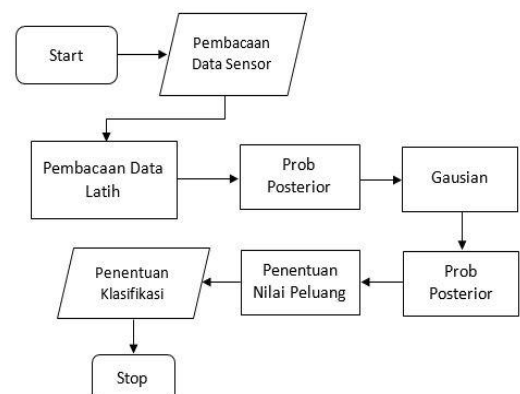 Start
Pembacaan
Data Sensor
Pembacaan Data
Latih
Prob
Posterior
Gausian
Prob
Posterior
Penentuan
Nilai Peluang
Penentuan
Klasifikasi
Stop